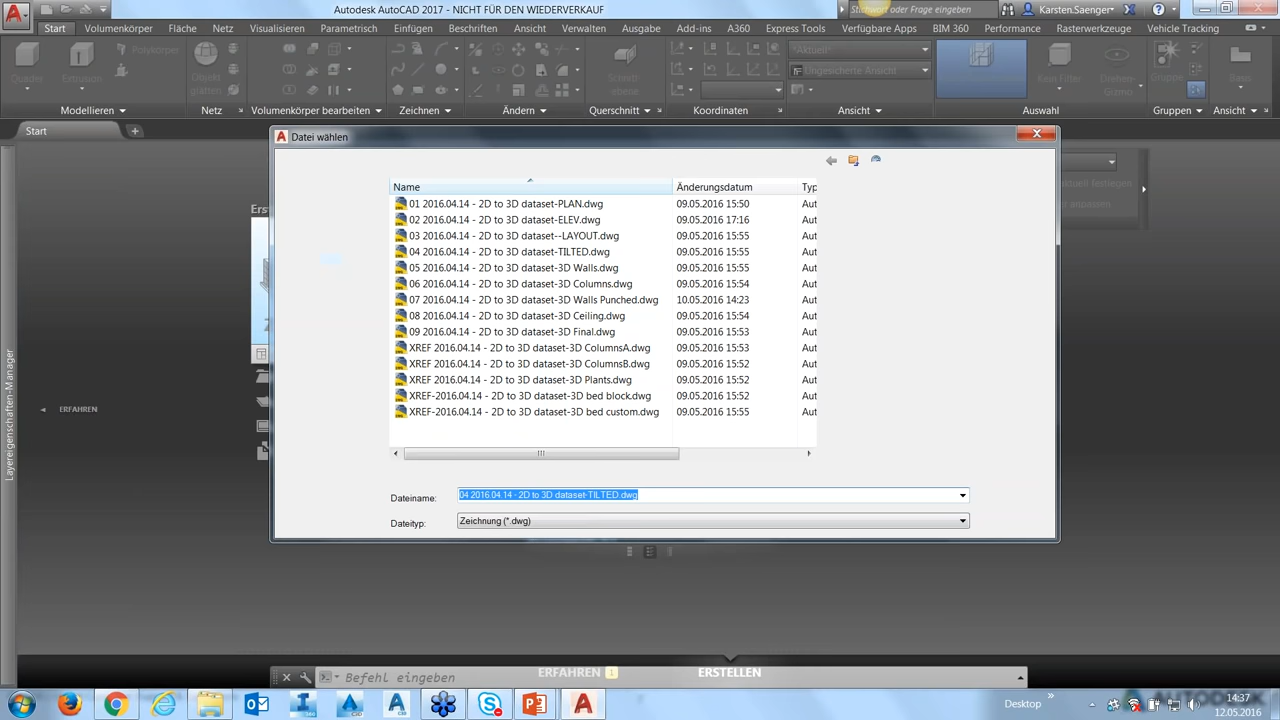 Autodesk AutoCAD 2017 - NICHT FÜR DEN WIEDERVERKAUF
Stichwort oder Frage eingeben
Karsten.Saenger
Start Volumenkörper Fläche Netz Visualisieren Parametrisch Einfügen Beschriften Ansicht Verwalten Ausgabe Add-ins A360 Express Tools Verfügbare Apps BIM 360 Performance Rasterwerkzeuge Vehicle Tracking
Polykörper
*Aktuell*
Quader Extrusion Objekt glätten
Ungesicherte Ansicht
Kein Filter
Gruppe Basis
Modellieren Netz Volumenkörper bearbeiten Zeichnen Ändern Querschnitt Koordinaten Ansicht Auswahl Gruppen Ansicht
Start
Datei wählen
Name Änderungsdatum Typ
01 2016.04.14 - 2D to 3D dataset-PLAN.dwg 09.05.2016 15:50 Aut
02 2016.04.14 - 2D to 3D dataset-ELEV.dwg 09.05.2016 17:16 Aut
03 2016.04.14 - 2D to 3D dataset--LAYOUT.dwg 09.05.2016 15:55 Aut
04 2016.04.14 - 2D to 3D dataset-TILTED.dwg 09.05.2016 15:55 Aut
05 2016.04.14 - 2D to 3D dataset-3D Walls.dwg 09.05.2016 15:55 Aut
06 2016.04.14 - 2D to 3D dataset-3D Columns.dwg 09.05.2016 15:54 Aut
07 2016.04.14 - 2D to 3D dataset-3D Walls Punched.dwg 10.05.2016 14:23 Aut
08 2016.04.14 - 2D to 3D dataset-3D Ceiling.dwg 09.05.2016 15:54 Aut
09 2016.04.14 - 2D to 3D dataset-3D Final.dwg 09.05.2016 15:53 Aut
XREF 2016.04.14 - 2D to 3D dataset-3D ColumnsA.dwg 09.05.2016 15:53 Aut
XREF 2016.04.14 - 2D to 3D dataset-3D ColumnsB.dwg 09.05.2016 15:52 Aut
XREF 2016.04.14 - 2D to 3D dataset-3D Plants.dwg 09.05.2016 15:52 Aut
XREF-2016.04.14 - 2D to 3D dataset-3D bed block.dwg 09.05.2016 15:52 Aut
XREF-2016.04.14 - 2D to 3D dataset-3D bed custom.dwg 09.05.2016 15:55 Aut
Dateiname: 04 2016.04.14 - 2D to 3D dataset-TILTED.dwg
Dateityp: Zeichnung (*.dwg)
Layereigenschaften-Manager
ERFAHREN
Befehl eingeben
ERFAHREN ERSTELLEN
Desktop
14:37
12.05.2016